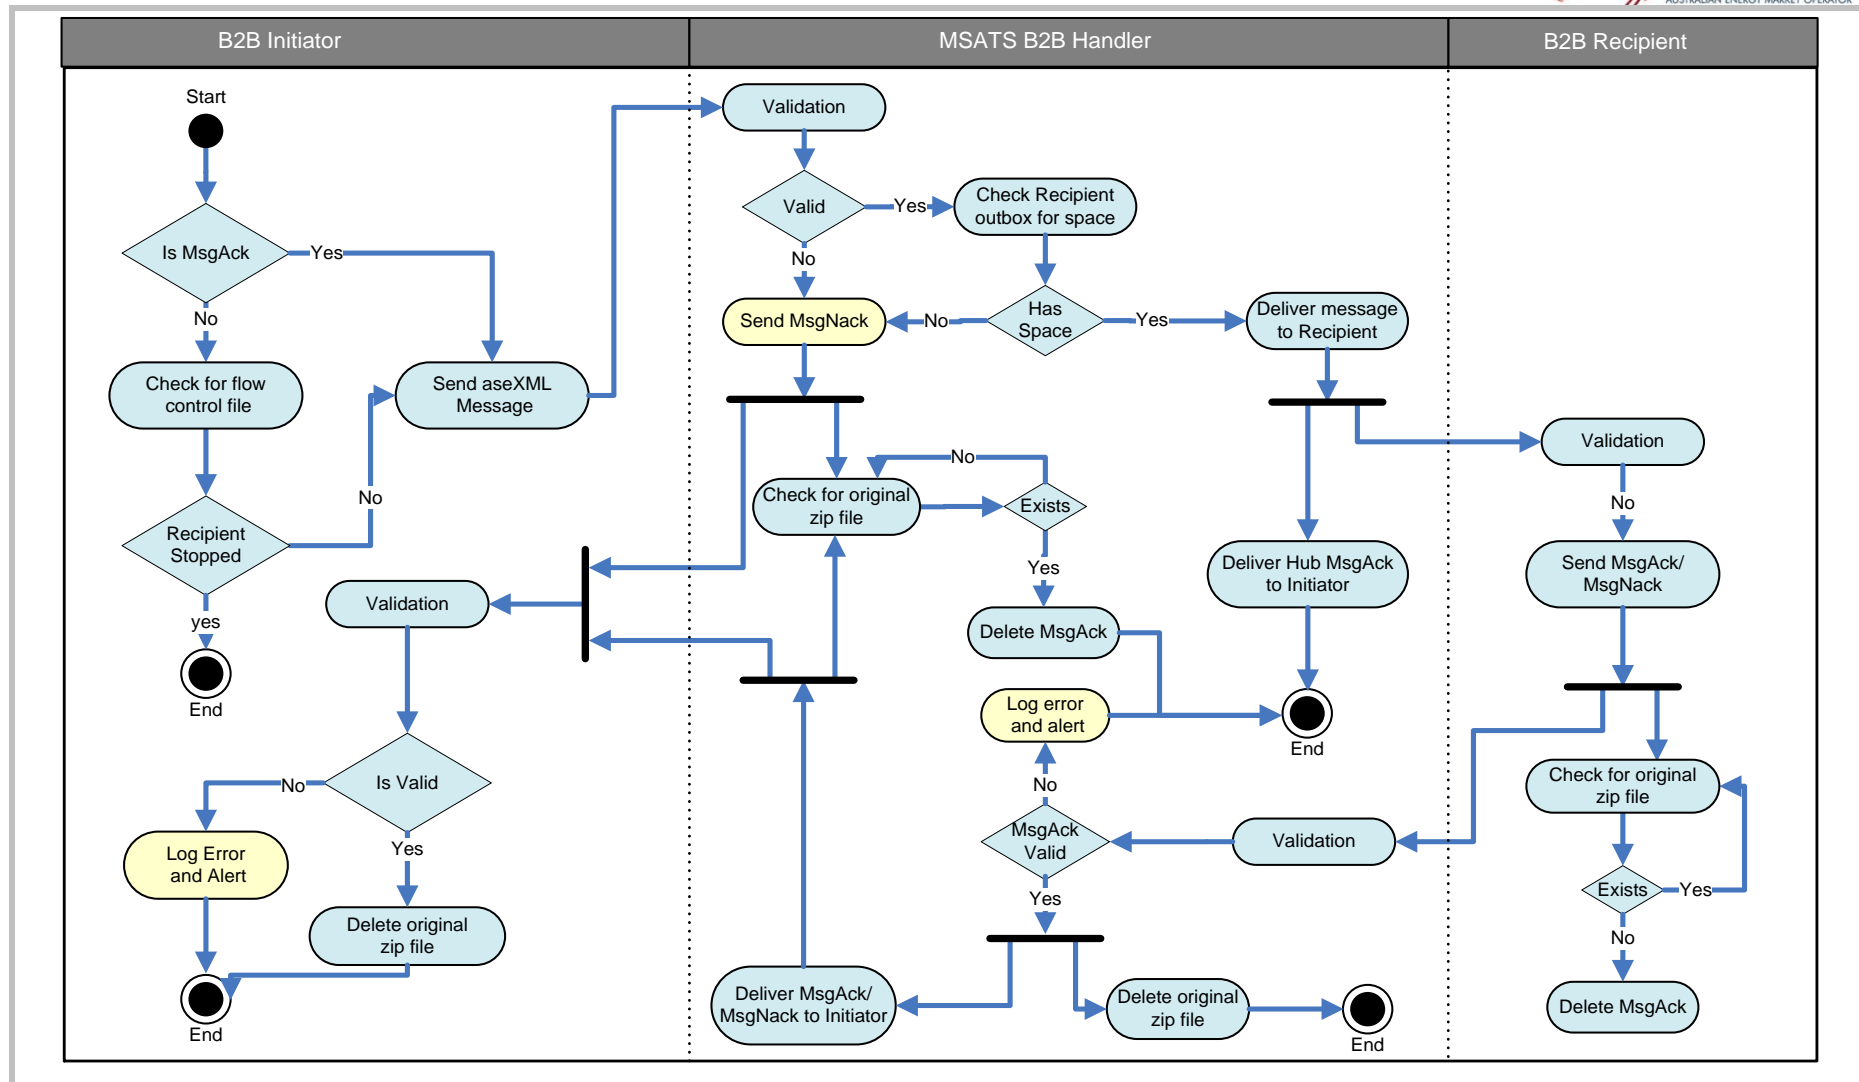 AUSTRALIAN ENERGY MARKET OPERATOR
B2B Initiator
MSATS B2B Handler
B2B Recipient
Start
Is MsgAck
Yes
No
Check for flow
control file
Send aseXML
Message
No
Recipient
Stopped
yes
End
Validation
Is Valid
No
Yes
Log Error
and Alert
Delete original
zip file
End
Validation
Valid
Yes
Check Recipient
outbox for space
No
Send MsgNack
No
Has
Space
Yes
Deliver message
to Recipient
No
Check for original
zip file
Exists
Yes
Deliver Hub MsgAck
to Initiator
Delete MsgAck
Log error
and alert
End
No
MsgAck
Valid
Validation
Yes
Deliver MsgAck/
MsgNack to Initiator
Delete original
zip file
End
Validation
No
Send MsgAck/
MsgNack
Check for original
zip file
Exists
Yes
No
Delete MsgAck